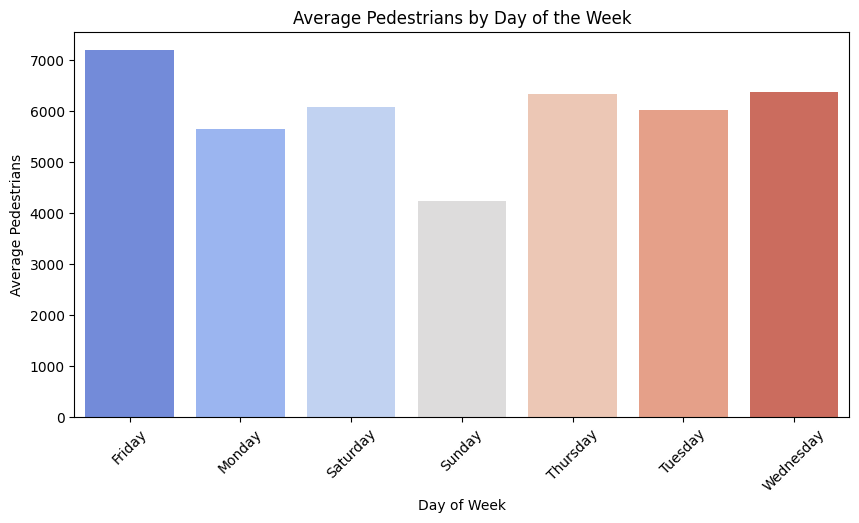 Average Pedestrians by Day of the Week
Average Pedestrians
7000
6000
5000
4000
3000
2000
1000
0
Friday
Monday
Saturday
Sunday
Thursday
Tuesday
Wednesday
Day of Week